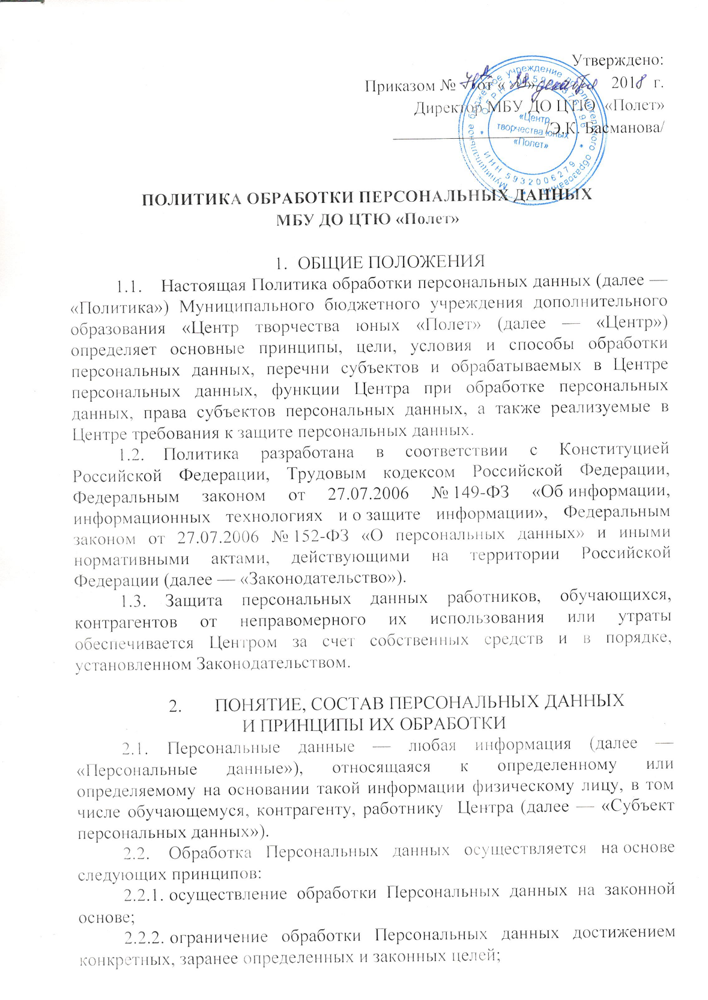 Утверждено:
Приказом № от « » декабря 2018 г.
Директор МБУ ДО ЦТЮ «Полет»
/Э.К. Басманова/
Муниципальное бюджетное учреждение дополнительного образования
ИНН 5932006279
«Центр
творчества юных
«Полет»
ПОЛИТИКА ОБРАБОТКИ ПЕРСОНАЛЬНЫХ ДАННЫХ
МБУ ДО ЦТЮ «Полет»
1. ОБЩИЕ ПОЛОЖЕНИЯ
1.1. Настоящая Политика обработки персональных данных (далее —
«Политика») Муниципального бюджетного учреждения дополнительного
образования «Центр творчества юных «Полет» (далее — «Центр»)
определяет основные принципы, цели, условия и способы обработки
персональных данных, перечни субъектов и обрабатываемых в Центре
персональных данных, функции Центра при обработке персональных
данных, права субъектов персональных данных, а также реализуемые в
Центре требования к защите персональных данных.
1.2. Политика разработана в соответствии с Конституцией
Российской Федерации, Трудовым кодексом Российской Федерации,
Федеральным законом от 27.07.2006 № 149-ФЗ «Об информации,
информационных технологиях и о защите информации», Федеральным
законом от 27.07.2006 № 152-ФЗ «О персональных данных» и иными
нормативными актами, действующими на территории Российской
Федерации (далее — «Законодательство»).
1.3. Защита персональных данных работников, обучающихся,
контрагентов от неправомерного их использования или утраты
обеспечивается Центром за счет собственных средств и в порядке,
установленном Законодательством.
2. ПОНЯТИЕ, СОСТАВ ПЕРСОНАЛЬНЫХ ДАННЫХ
И ПРИНЦИПЫ ИХ ОБРАБОТКИ
2.1. Персональные данные — любая информация (далее —
«Персональные данные»), относящаяся к определенному или
определяемому на основании такой информации физическому лицу, в том
числе обучающемуся, контрагенту, работнику Центра (далее — «Субъект
персональных данных»).
2.2. Обработка Персональных данных осуществляется на основе
следующих принципов:
2.2.1. осуществление обработки Персональных данных на законной
основе;
2.2.2. ограничение обработки Персональных данных достижением
конкретных, заранее определенных и законных целей;